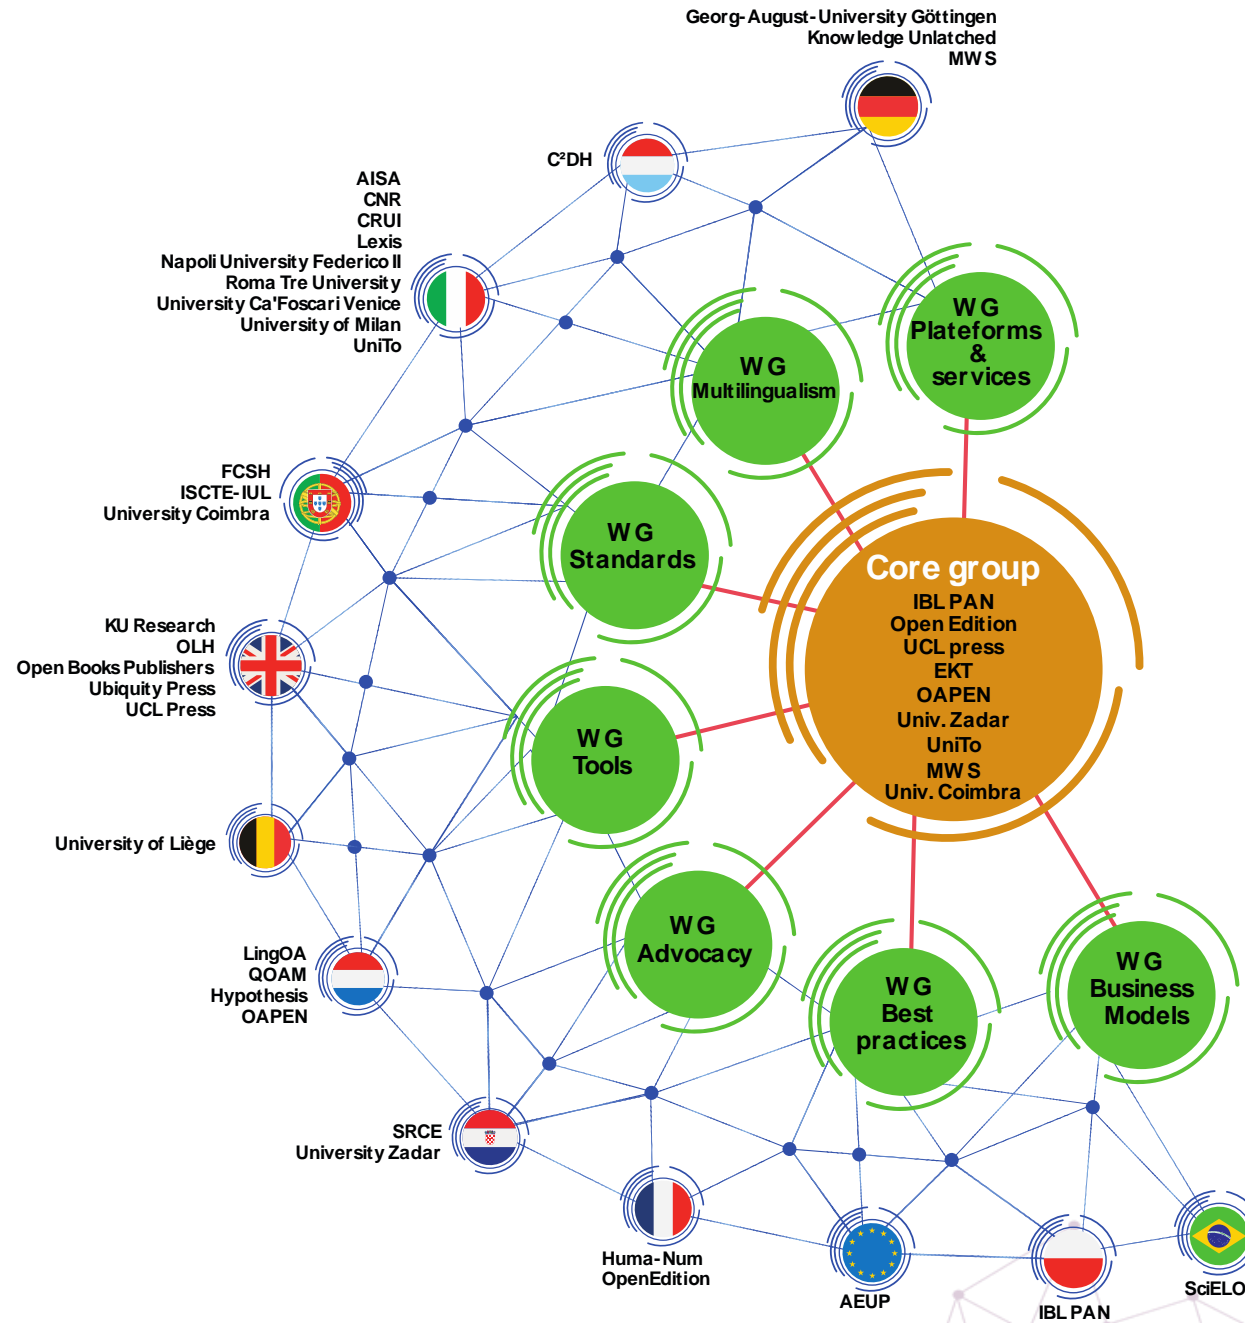 Georg-August-University Göttingen
Knowledge Unlatched
MWS
C²DH
AISA
CNR
CRUI
Lexis
Napoli University Federico II
Roma Tre University
University Ca'Foscari Venice
University of Milan
UniTo
WG
Plateforms
&
services
WG
Multilingualism
FCSH
ISCTE-IUL
University Coimbra
WG
Standards
Core group
IBL PAN
Open Edition
UCL press
EKT
OAPEN
Univ. Zadar
UniTo
MWS
Univ. Coimbra
KU Research
OLH
Open Books Publishers
Ubiquity Press
UCL Press
WG
Tools
University of Liège
WG
Advocacy
LingOA
QOAM
Hypothesis
OAPEN
WG
Best
practices
WG
Business
Models
SRCE
University Zadar
Huma-Num
OpenEdition
AEUP
IBL PAN
SciELO